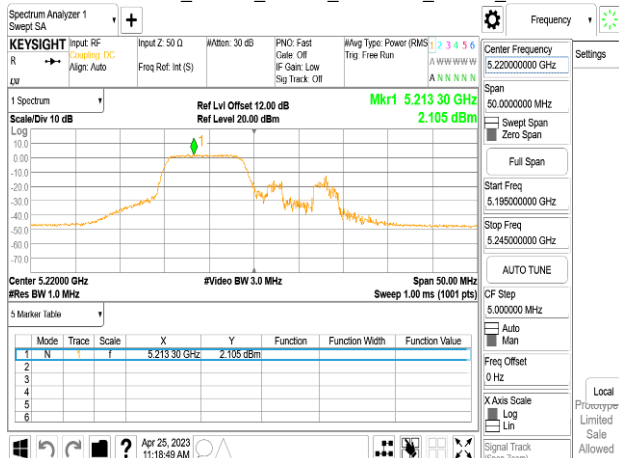 Spectrum Analyzer 1
Swept SA
+
Frequency
KEYSIGHT
R
LXI
Input: RF
Coupling: DC
Align: Auto
Input Z: 50 Ω
Freq Ref: Int (S)
#Atten: 30 dB
PNO: Fast
Gate: Off
IF Gain: Low
Sig Track: Off
#Avg Type: Power (RMS
Trig: Free Run
1 2 3 4 5 6
A W W W W W
A N N N N N
Center Frequency
5.220000000 GHz
Settings
Span
50.0000000 MHz
Swept Span
Zero Span
Full Span
Start Freq
5.195000000 GHz
Stop Freq
5.245000000 GHz
AUTO TUNE
CF Step
5.000000 MHz
Auto
Man
Freq Offset
0 Hz
X Axis Scale
Log
Lin
Signal Track
(Span Zoom)
Local
Prototype
Limited
Sale
Allowed
1 Spectrum
Scale/Div 10 dB
Ref Lvl Offset 12.00 dB
Ref Level 20.00 dBm
Mkr1 5.213 30 GHz
2.105 dBm
Log
10.0
0.00
-10.0
-20.0
-30.0
-40.0
-50.0
-60.0
-70.0
1
Center 5.22000 GHz
#Res BW 1.0 MHz
#Video BW 3.0 MHz
Span 50.00 MHz
Sweep 1.00 ms (1001 pts)
5 Marker Table
Mode Trace Scale X Y Function Function Width Function Value
1 N 1 f 5.213 30 GHz 2.105 dBm
2
3
4
5
6
? Apr 25, 2023
11:18:49 AM